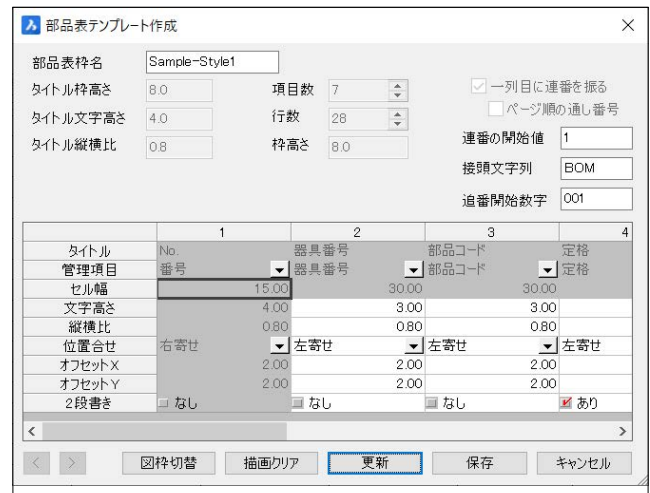 部品表テンプレート作成
部品表枠名 Sample-Style1
タイトル枠高さ 8.0 項目数 7 一列目に連番を振る
ページ順の通し番号
タイトル文字高さ 4.0 行数 28
タイトル縦横比 0.8 枠高さ 8.0 連番の開始値 1
接頭文字列 BOM
追番開始数字 001
1 2 3 4
タイトル No. 器具番号 部品コード 定格
管理項目 番号 器具番号 部品コード 定格
セル幅 15.00 30.00 30.00
文字高さ 4.00 3.00 3.00
縦横比 0.80 0.80 0.80
位置合せ 右寄せ 左寄せ 左寄せ 左寄せ
オフセットX 2.00 2.00 2.00
オフセットY 2.00 2.00 2.00
2段書き なし なし なし あり
< >
< > 図枠切替 描画クリア 更新 保存 キャンセル